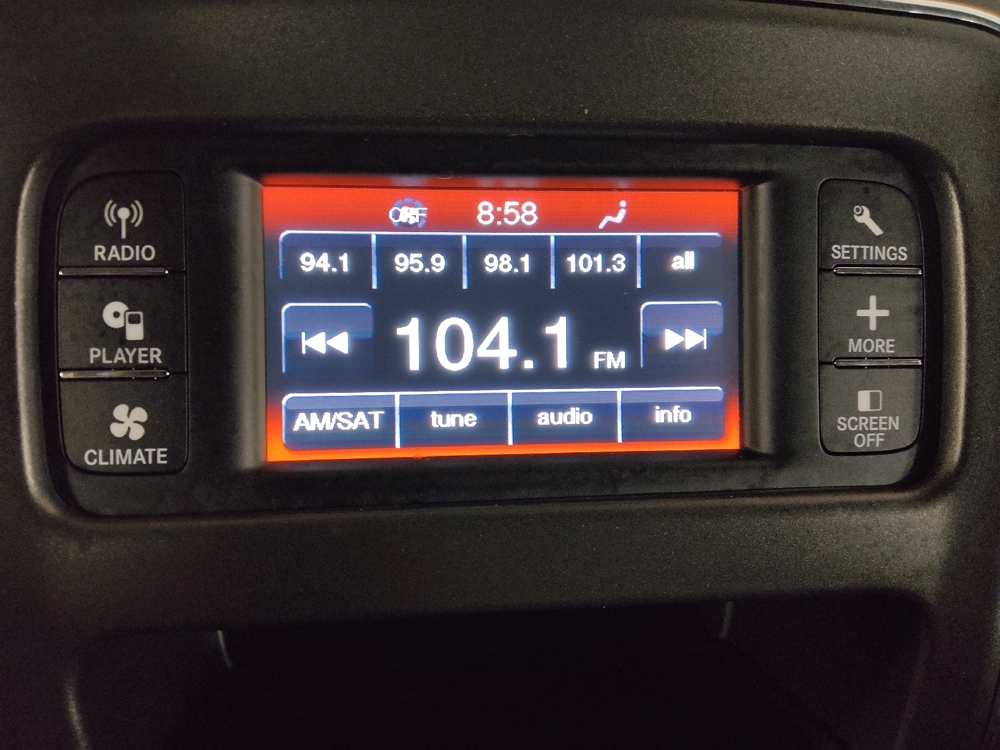 OFF 8:58
94.1 95.9 98.1 101.3 all
104.1 FM
AM/SAT tune audio info
RADIO
PLAYER
CLIMATE
SETTINGS
MORE
SCREEN
OFF